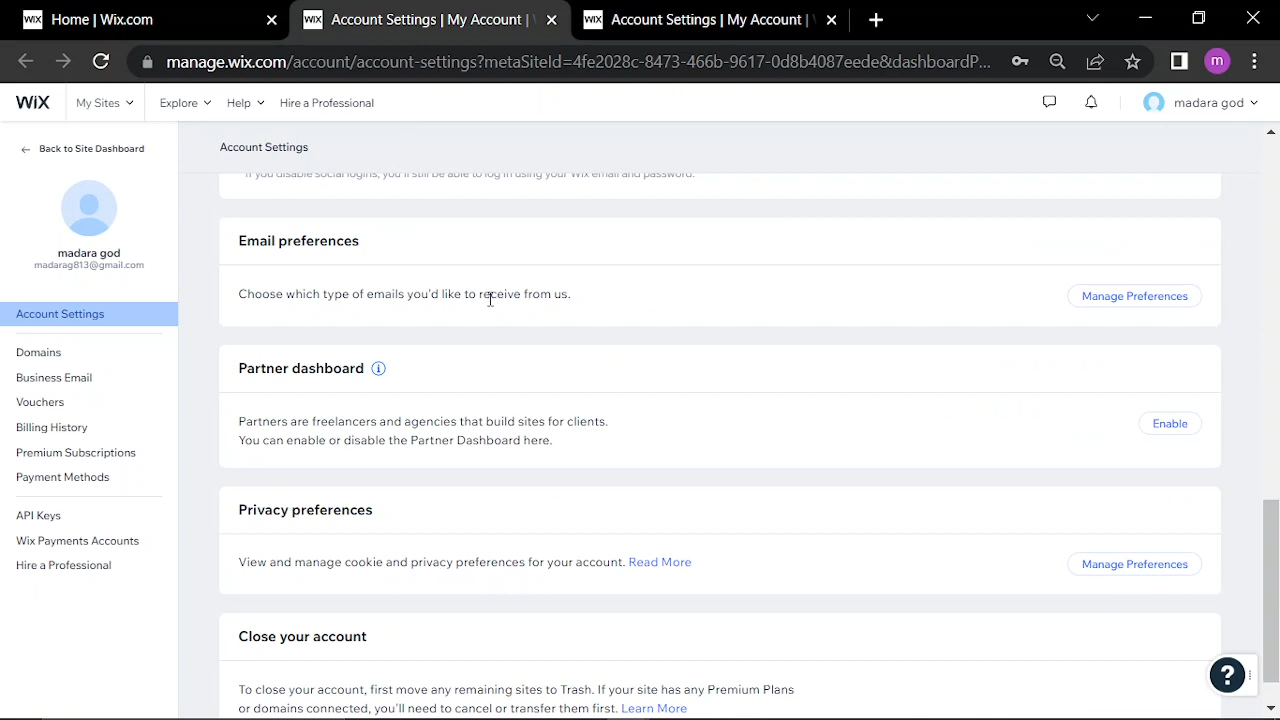 WIX Home | Wix.com
WIX Account Settings | My Account |
WIX Account Settings | My Account |
manage.wix.com/account/account-settings?metaSiteId=4fe2028c-8473-466b-9617-0d8b4087eede&dashboardP...
m
WIX My Sites Explore Help Hire a Professional madara god
Back to Site Dashboard
madara god
madarag813@gmail.com
Account Settings
Domains
Business Email
Vouchers
Billing History
Premium Subscriptions
Payment Methods
API Keys
Wix Payments Accounts
Hire a Professional
Account Settings
If you disable social logins, you'll still be able to log in using your Wix email and password.
Email preferences
Choose which type of emails you'd like to receive from us.
Manage Preferences
Partner dashboard i
Partners are freelancers and agencies that build sites for clients.
You can enable or disable the Partner Dashboard here.
Enable
Privacy preferences
View and manage cookie and privacy preferences for your account. Read More
Manage Preferences
Close your account
To close your account, first move any remaining sites to Trash. If your site has any Premium Plans
or domains connected, you'll need to cancel or transfer them first. Learn More
?